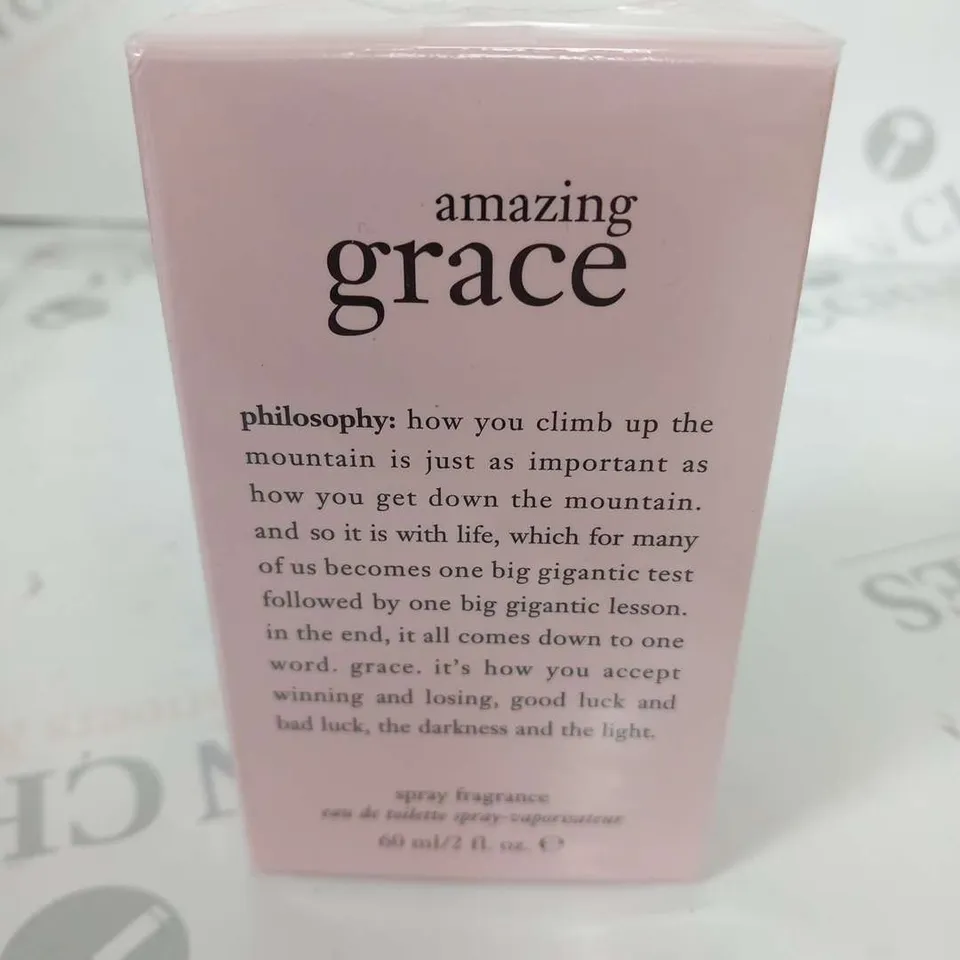 amazing
grace
philosophy: how you climb up the
mountain is just as important as
how you get down the mountain.
and so it is with life, which for many
of us becomes one big gigantic test
followed by one big gigantic lesson.
in the end, it all comes down to one
word. grace. it's how you accept
winning and losing, good luck and
bad luck, the darkness and the light.
spray fragrance
eau de toilette spray-vaporisateur
60 ml/2 fl. oz. ℮